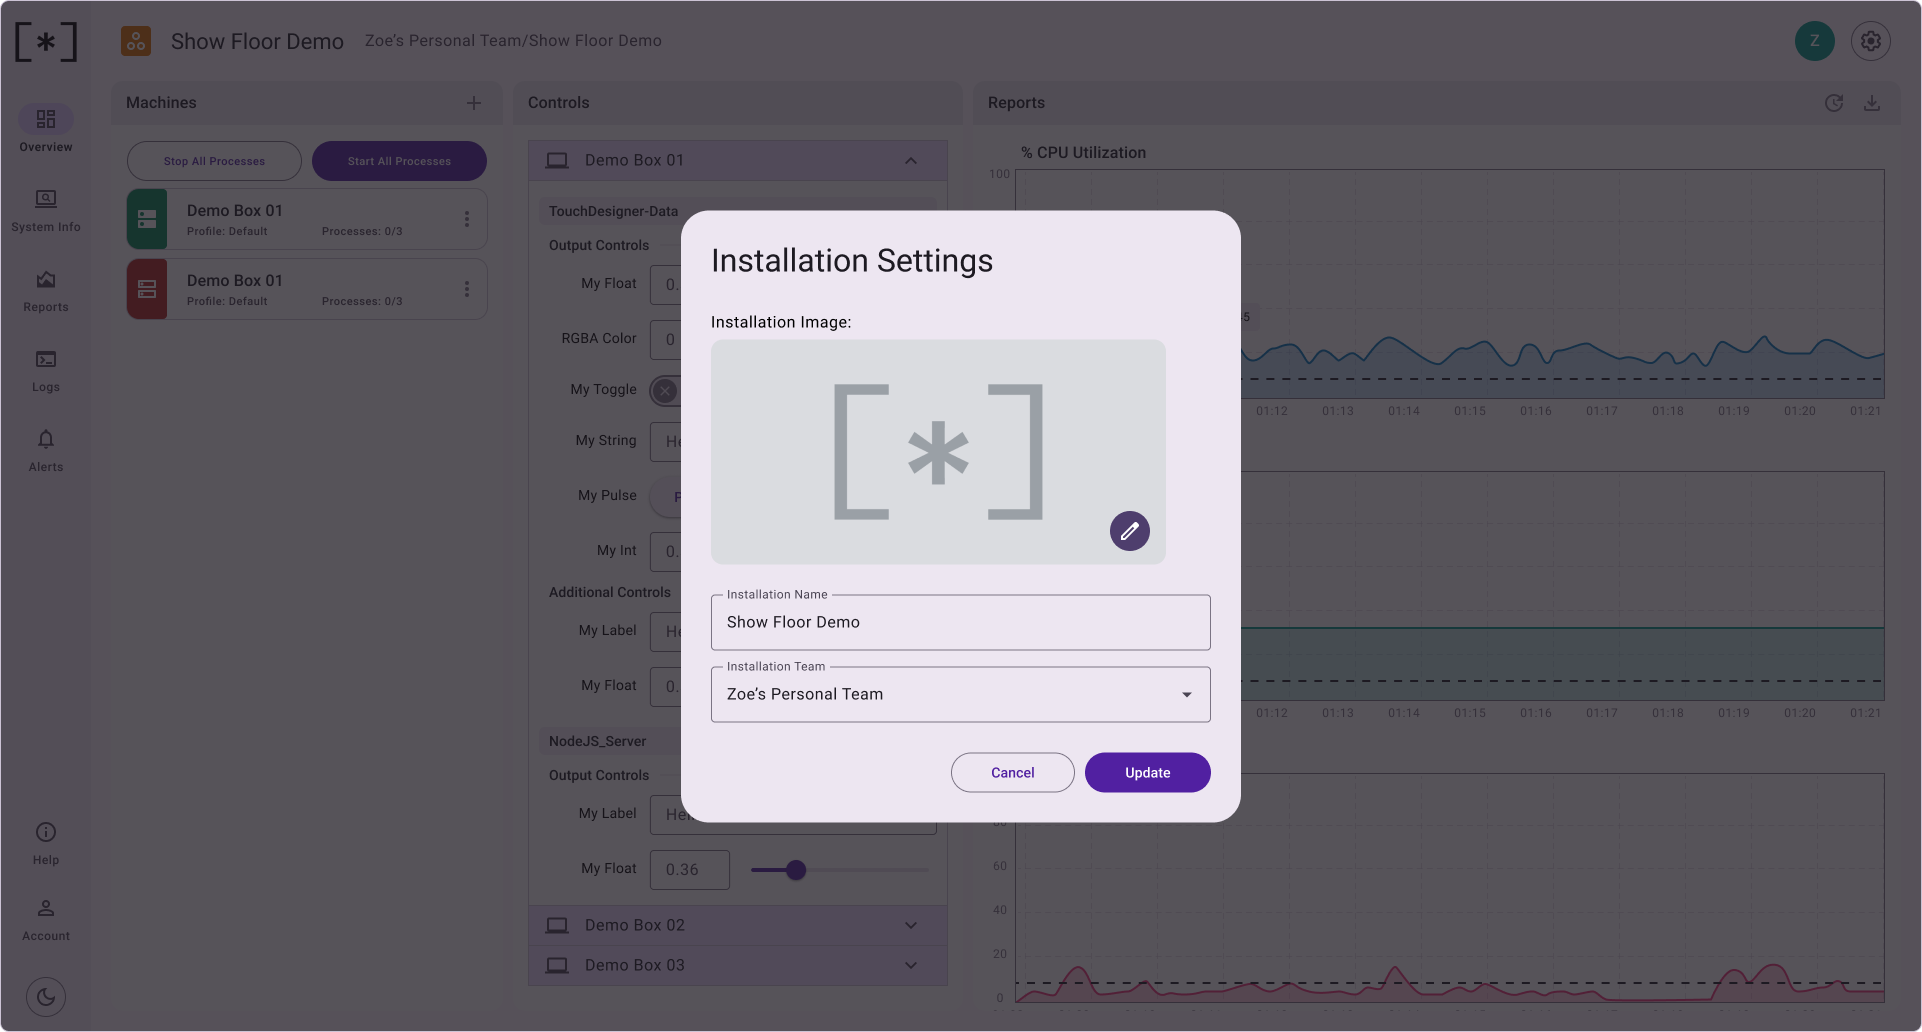 [*]
Show Floor Demo
Zoe’s Personal Team/Show Floor Demo
Z
Overview
System Info
Reports
Logs
Alerts
Help
Account
Machines
Stop All Processes
Start All Processes
Demo Box 01
Profile: Default
Processes: 0/3
Demo Box 01
Profile: Default
Processes: 0/3
Controls
Demo Box 01
TouchDesigner-Data
Output Controls
My Float
0.
RGBA Color
0
My Toggle
My String
He
My Pulse
My Int
0.
Additional Controls
My Label
He
My Float
0.
NodeJS_Server
Output Controls
My Label
Hel
My Float
0.36
Demo Box 02
Demo Box 03
Installation Settings
Installation Image:
[*]
Installation Name
Show Floor Demo
Installation Team
Zoe’s Personal Team
Cancel
Update
Reports
% CPU Utilization
100
01:12 01:13 01:14 01:15 01:16 01:17 01:18 01:19 01:20 01:21
01:12 01:13 01:14 01:15 01:16 01:17 01:18 01:19 01:20 01:21
60
40
20
0